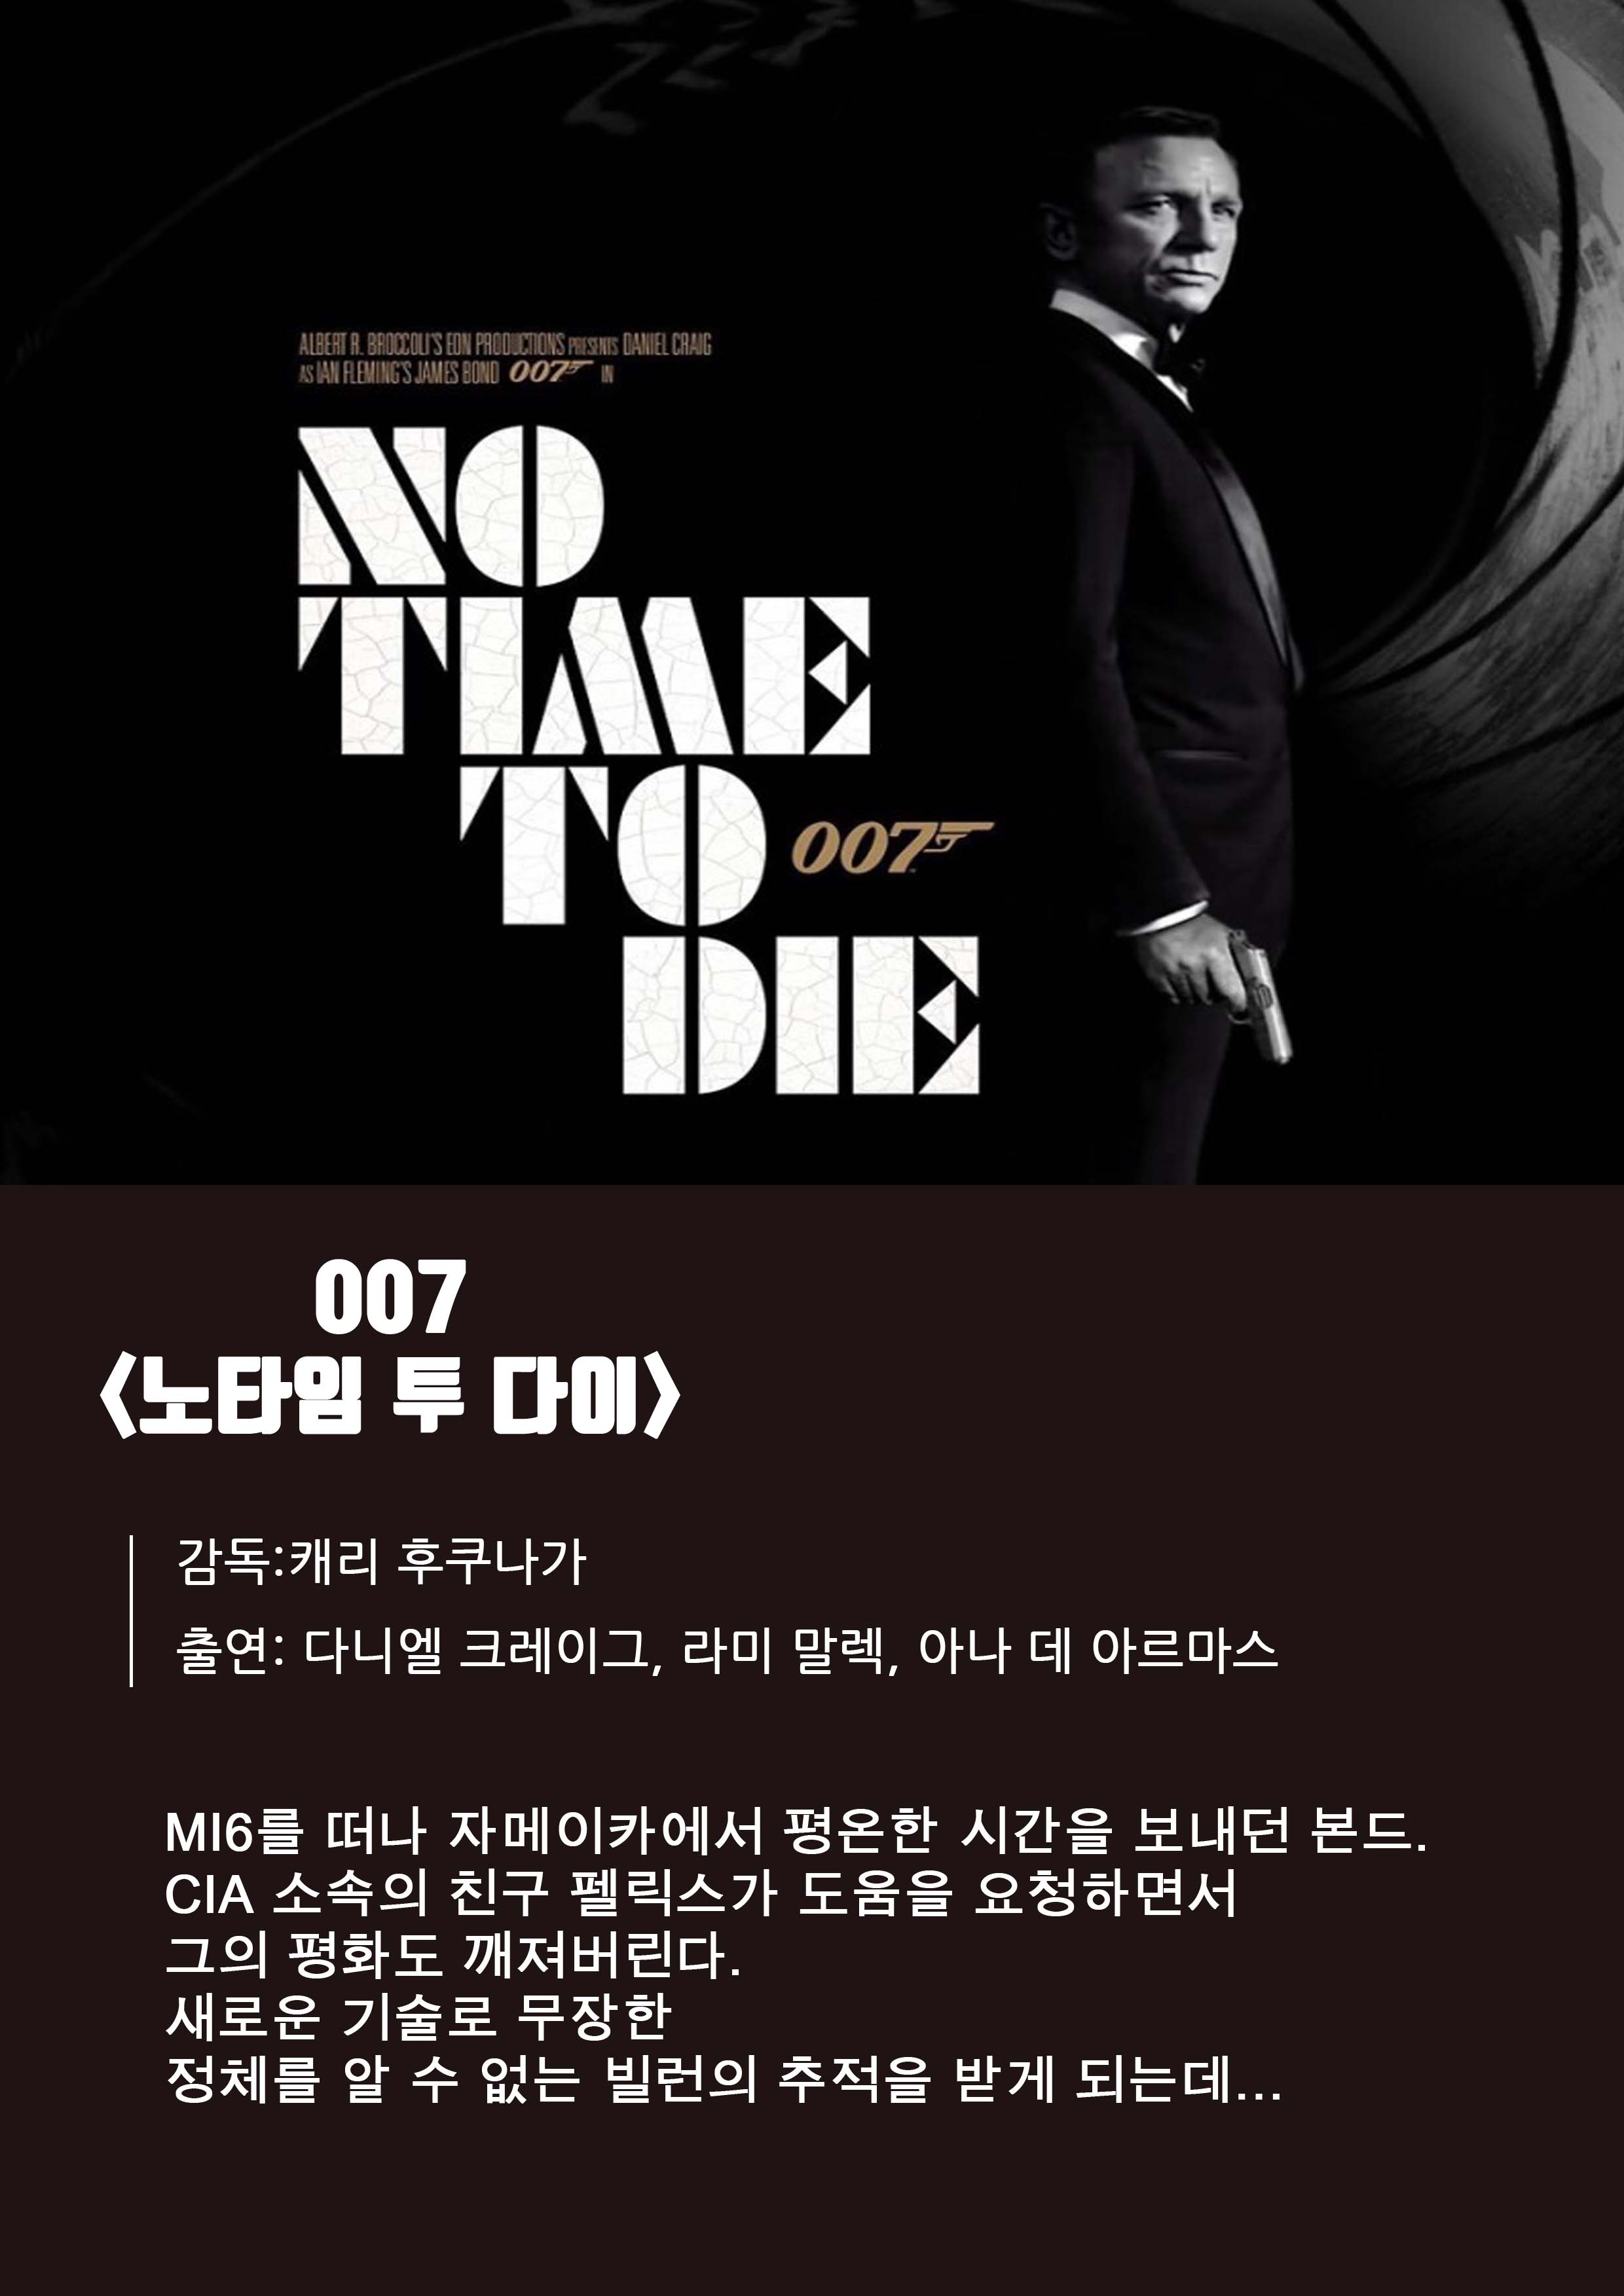 ALBERT R. BROCCOLI'S EON PRODUCTIONS PRESENTS DANIEL CRAIG
AS IAN FLEMING'S JAMES BOND 007 IN
NO
TIME
TO
007
DIE
007
<노타임 투 다이>
감독:캐리 후쿠나가
출연: 다니엘 크레이그, 라미 말렉, 아나 데 아르마스
MI6를 떠나 자메이카에서 평온한 시간을 보내던 본드.
CIA 소속의 친구 펠릭스가 도움을 요청하면서
그의 평화도 깨져버린다.
새로운 기술로 무장한
정체를 알 수 없는 빌런의 추적을 받게 되는데...